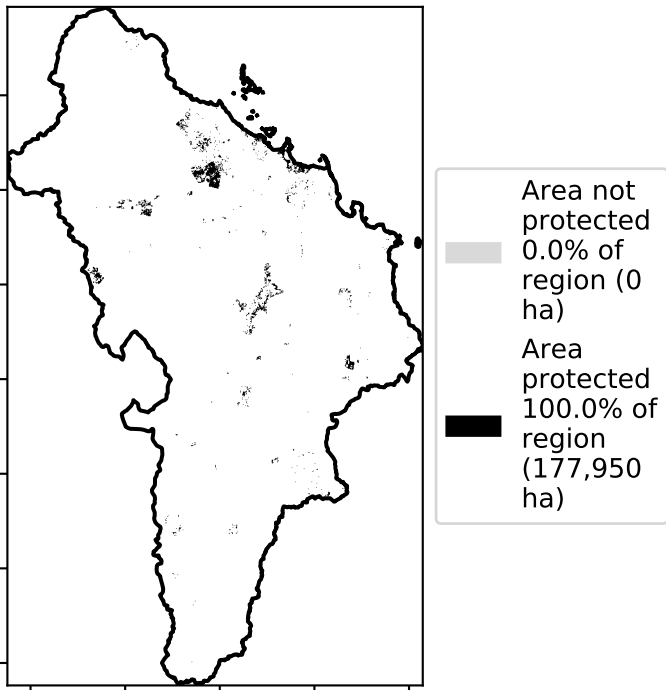 Area not
protected
0.0% of
region (0
ha)
Area
protected
100.0% of
region
(177,950
ha)